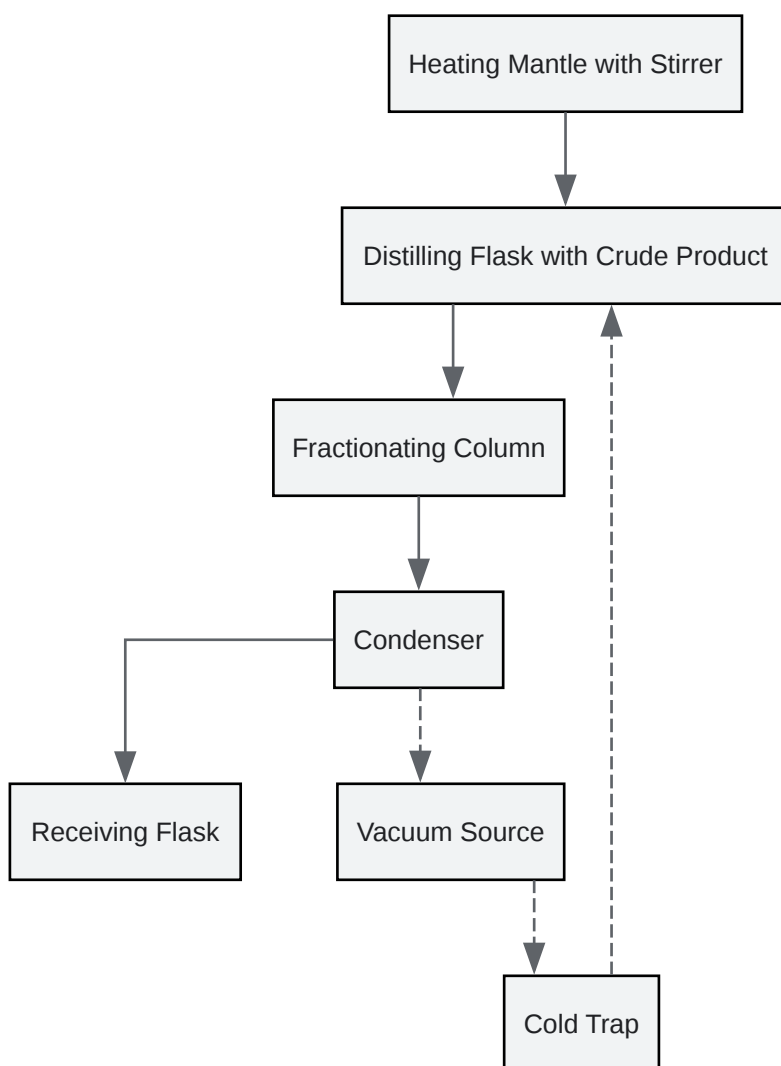 Heating Mantle with Stirrer
Distilling Flask with Crude Product
Fractionating Column
Condenser
Receiving Flask
Vacuum Source
Cold Trap